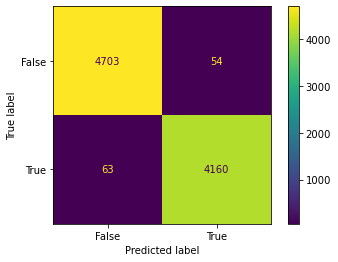 False
4703
54
True
63
4160
False
True
Predicted label
True label
4000
3000
2000
1000